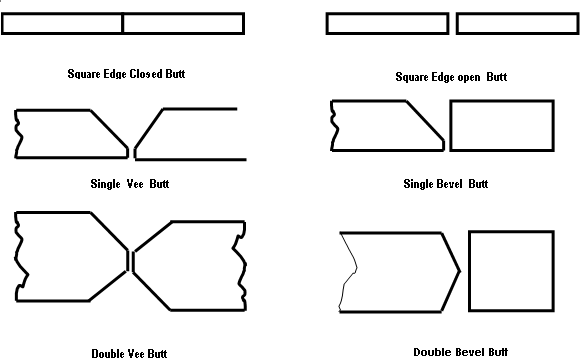 Square Edge Closed Butt
Square Edge open Butt
Single Vee Butt
Single Bevel Butt
Double Vee Butt
Double Bevel Butt